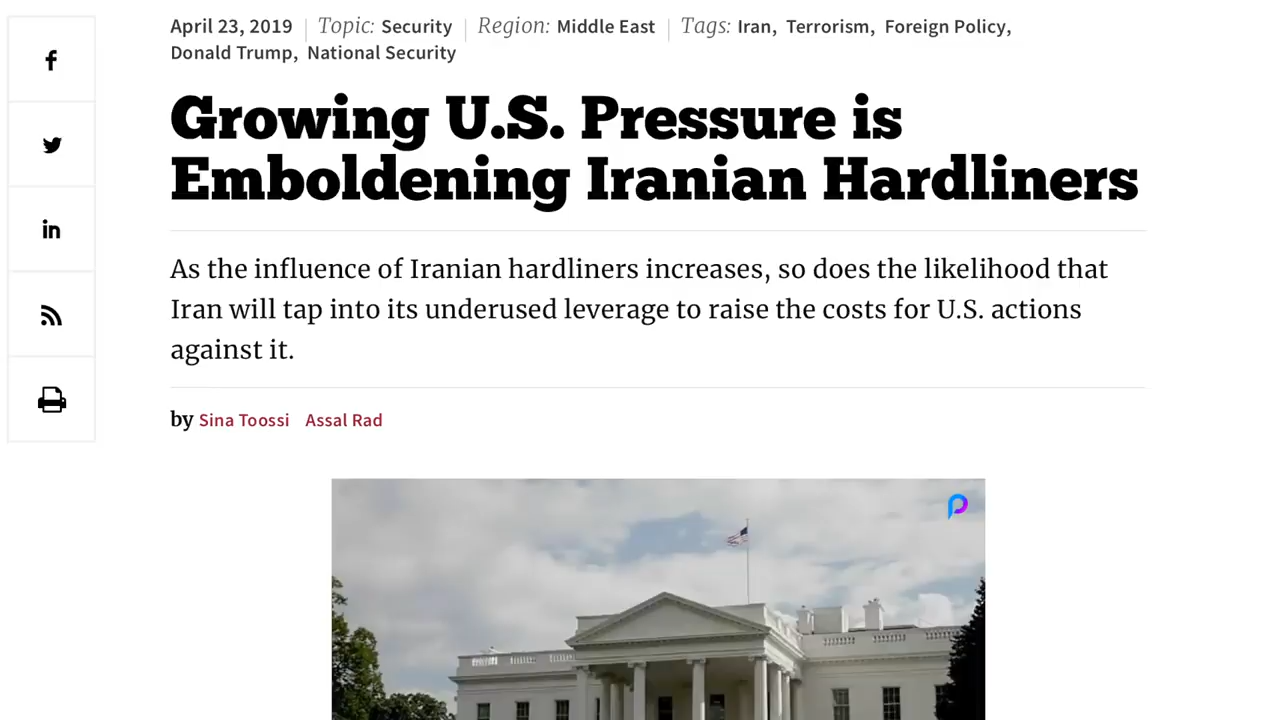 April 23, 2019 Topic: Security Region: Middle East Tags: Iran, Terrorism, Foreign Policy,
Donald Trump, National Security
Growing U.S. Pressure is
Emboldening Iranian Hardliners
As the influence of Iranian hardliners increases, so does the likelihood that
Iran will tap into its underused leverage to raise the costs for U.S. actions
against it.
by Sina Toossi Assal Rad